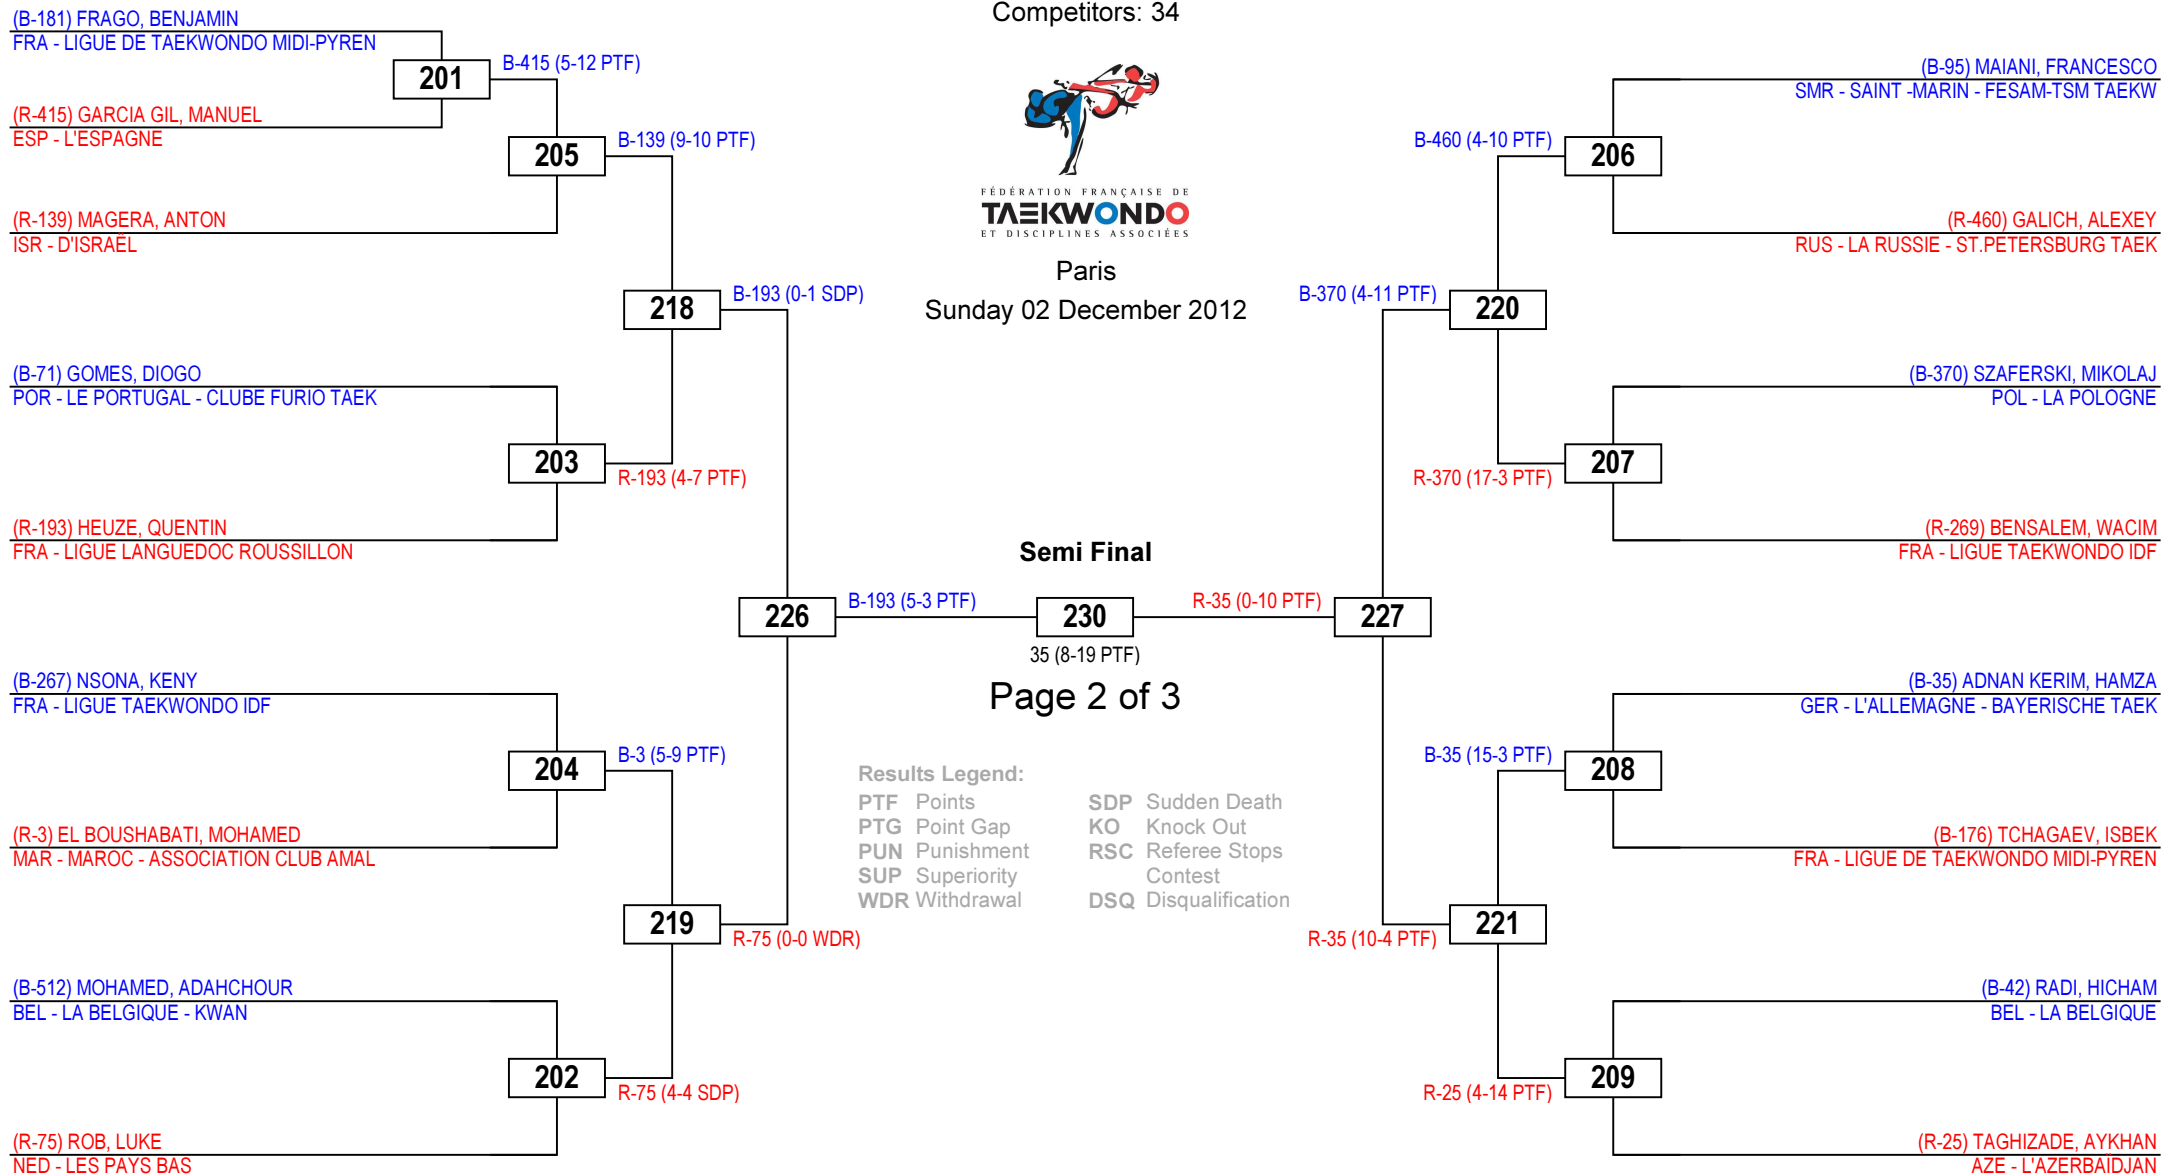 (B-181) FRAGO, BENJAMIN
FRA - LIGUE DE TAEKWONDO MIDI-PYREN
201
B-415 (5-12 PTF)
(R-415) GARCIA GIL, MANUEL
ESP - L'ESPAGNE
205
B-139 (9-10 PTF)
(R-139) MAGERA, ANTON
ISR - D'ISRAËL
218
B-193 (0-1 SDP)
(B-71) GOMES, DIOGO
POR - LE PORTUGAL - CLUBE FURIO TAEK
203
R-193 (4-7 PTF)
(R-193) HEUZE, QUENTIN
FRA - LIGUE LANGUEDOC ROUSSILLON
226
B-193 (5-3 PTF)
(B-267) NSONA, KENY
FRA - LIGUE TAEKWONDO IDF
204
B-3 (5-9 PTF)
(R-3) EL BOUSHABATI, MOHAMED
MAR - MAROC - ASSOCIATION CLUB AMAL
219
R-75 (0-0 WDR)
(B-512) MOHAMED, ADAHCHOUR
BEL - LA BELGIQUE - KWAN
202
R-75 (4-4 SDP)
(R-75) ROB, LUKE
NED - LES PAYS BAS
Competitors: 34
FÉDÉRATION FRANÇAISE DE
TAEKWONDO
ET DISCIPLINES ASSOCIÉES
Paris
Sunday 02 December 2012
Semi Final
230
35 (8-19 PTF)
Page 2 of 3
Results Legend:
PTF Points
PTG Point Gap
PUN Punishment
SUP Superiority
WDR Withdrawal
SDP Sudden Death
KO Knock Out
RSC Referee Stops
Contest
DSQ Disqualification
(B-95) MAIANI, FRANCESCO
SMR - SAINT -MARIN - FESAM-TSM TAEKW
B-460 (4-10 PTF)
206
(R-460) GALICH, ALEXEY
RUS - LA RUSSIE - ST.PETERSBURG TAEK
B-370 (4-11 PTF)
220
(B-370) SZAFERSKI, MIKOLAJ
POL - LA POLOGNE
207
R-370 (17-3 PTF)
(R-269) BENSALEM, WACIM
FRA - LIGUE TAEKWONDO IDF
R-35 (0-10 PTF)
227
(B-35) ADNAN KERIM, HAMZA
GER - L'ALLEMAGNE - BAYERISCHE TAEK
B-35 (15-3 PTF)
208
(B-176) TCHAGAEV, ISBEK
FRA - LIGUE DE TAEKWONDO MIDI-PYREN
221
R-35 (10-4 PTF)
(B-42) RADI, HICHAM
BEL - LA BELGIQUE
209
R-25 (4-14 PTF)
(R-25) TAGHIZADE, AYKHAN
AZE - L'AZERBAÏDJAN